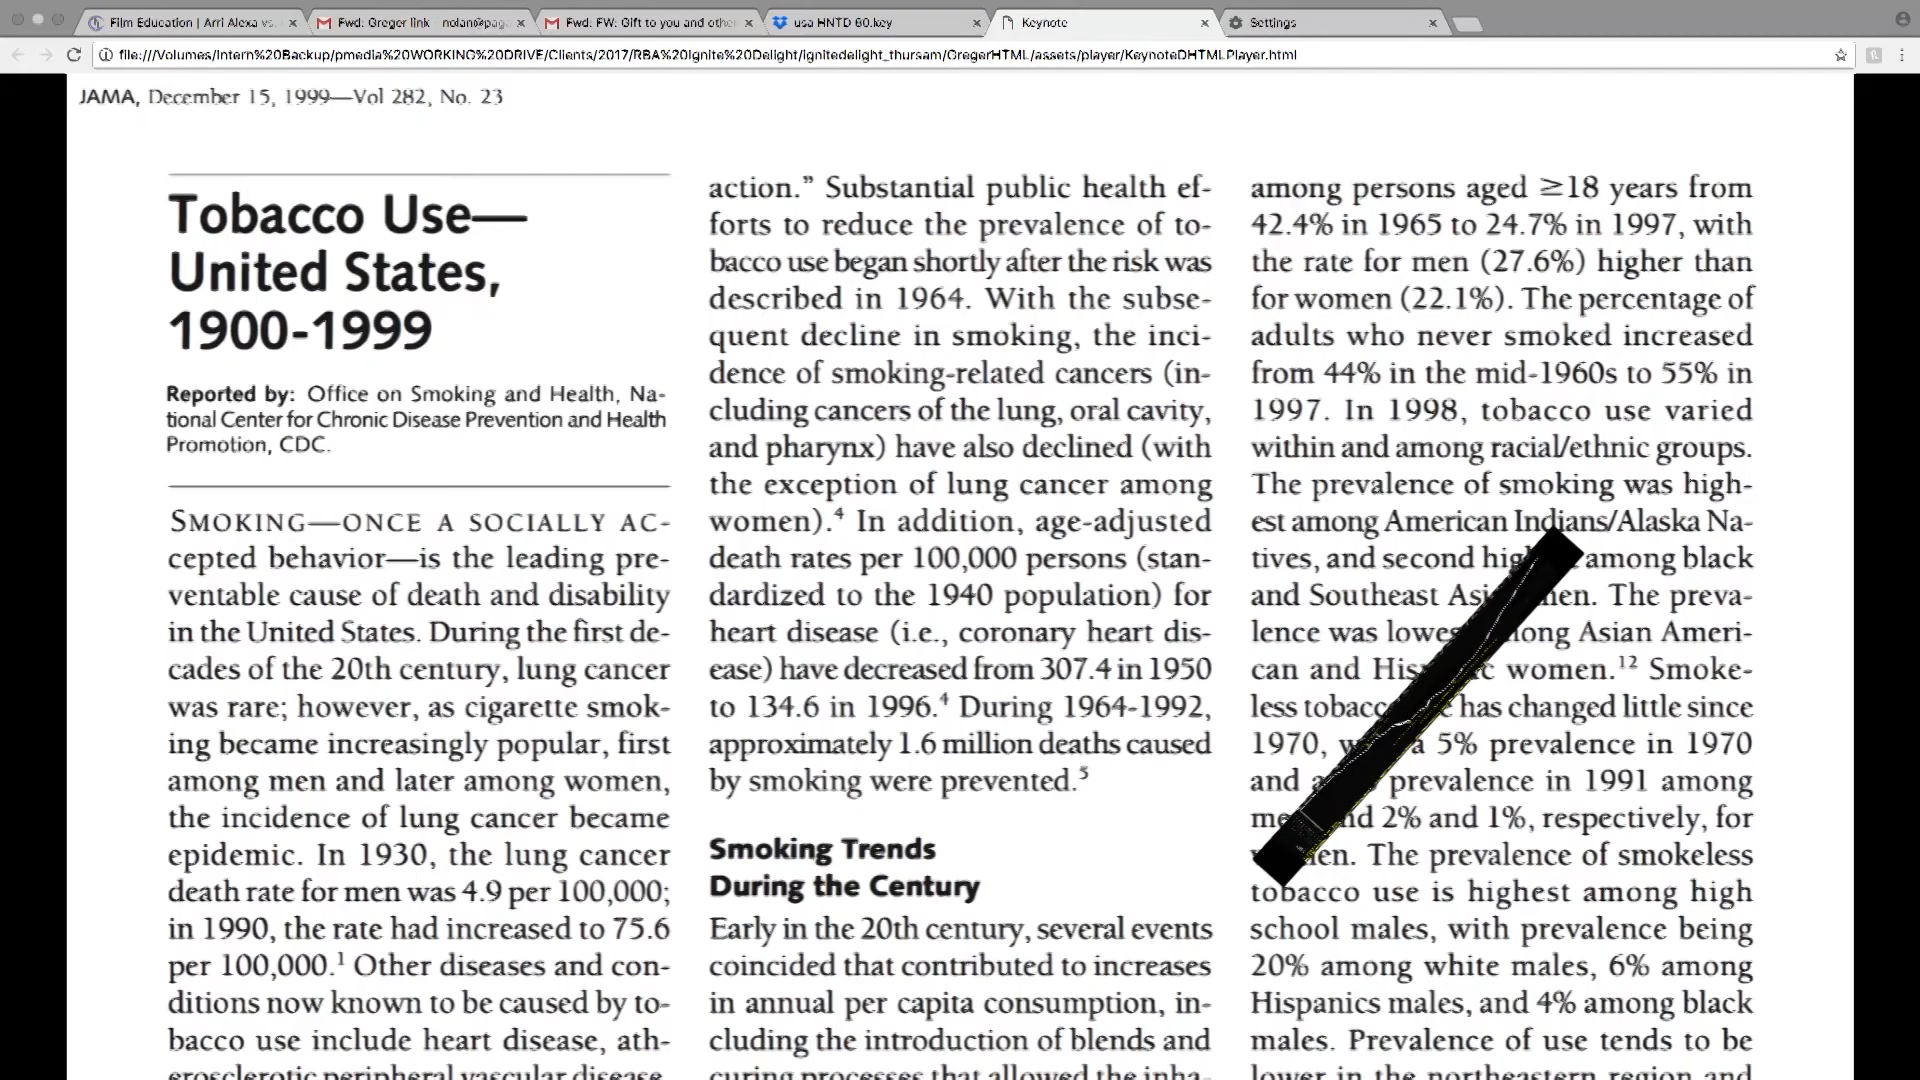 Film Education | Arri Alexa vs.
Fwd: Greger link - nolan@pag
Fwd: FW: Gift to you and othe
usa HNTD 60.key
Keynote
Settings
file:///Volumes/Intern%20Backup/pmedia%20WORKING%20DRIVE/Clients/2017/RBA%20Ignite%20Delight/ignitedelight_thursam/GregerHTML/assets/player/KeynoteDHTMLPlayer.html
JAMA, December 15, 1999—Vol 282, No. 23
Tobacco Use—
United States,
1900-1999
Reported by: Office on Smoking and Health, Na-
tional Center for Chronic Disease Prevention and Health
Promotion, CDC.
SMOKING—ONCE A SOCIALLY AC-
cepted behavior—is the leading pre-
ventable cause of death and disability
in the United States. During the first de-
cades of the 20th century, lung cancer
was rare; however, as cigarette smok-
ing became increasingly popular, first
among men and later among women,
the incidence of lung cancer became
epidemic. In 1930, the lung cancer
death rate for men was 4.9 per 100,000;
in 1990, the rate had increased to 75.6
per 100,000.¹ Other diseases and con-
ditions now known to be caused by to-
bacco use include heart disease, ath-
erosclerotic peripheral vascular disease,
action.” Substantial public health ef-
forts to reduce the prevalence of to-
bacco use began shortly after the risk was
described in 1964. With the subse-
quent decline in smoking, the inci-
dence of smoking-related cancers (in-
cluding cancers of the lung, oral cavity,
and pharynx) have also declined (with
the exception of lung cancer among
women).⁴ In addition, age-adjusted
death rates per 100,000 persons (stan-
dardized to the 1940 population) for
heart disease (i.e., coronary heart dis-
ease) have decreased from 307.4 in 1950
to 134.6 in 1996.⁴ During 1964-1992,
approximately 1.6 million deaths caused
by smoking were prevented.⁵
Smoking Trends
During the Century
Early in the 20th century, several events
coincided that contributed to increases
in annual per capita consumption, in-
cluding the introduction of blends and
curing processes that allowed the inha-
among persons aged ≥18 years from
42.4% in 1965 to 24.7% in 1997, with
the rate for men (27.6%) higher than
for women (22.1%). The percentage of
adults who never smoked increased
from 44% in the mid-1960s to 55% in
1997. In 1998, tobacco use varied
within and among racial/ethnic groups.
The prevalence of smoking was high-
est among American Indians/Alaska Na-
tives, and second among black
and Southeast The preva-
lence was among Asian Ameri-
can and women.¹² Smoke-
less has changed little since
1970, a 5% prevalence in 1970
and prevalence in 1991 among
2% and 1%, respectively, for
The prevalence of smokeless
tobacco use is highest among high
school males, with prevalence being
20% among white males, 6% among
Hispanics males, and 4% among black
males. Prevalence of use tends to be
lower in the northeastern region and